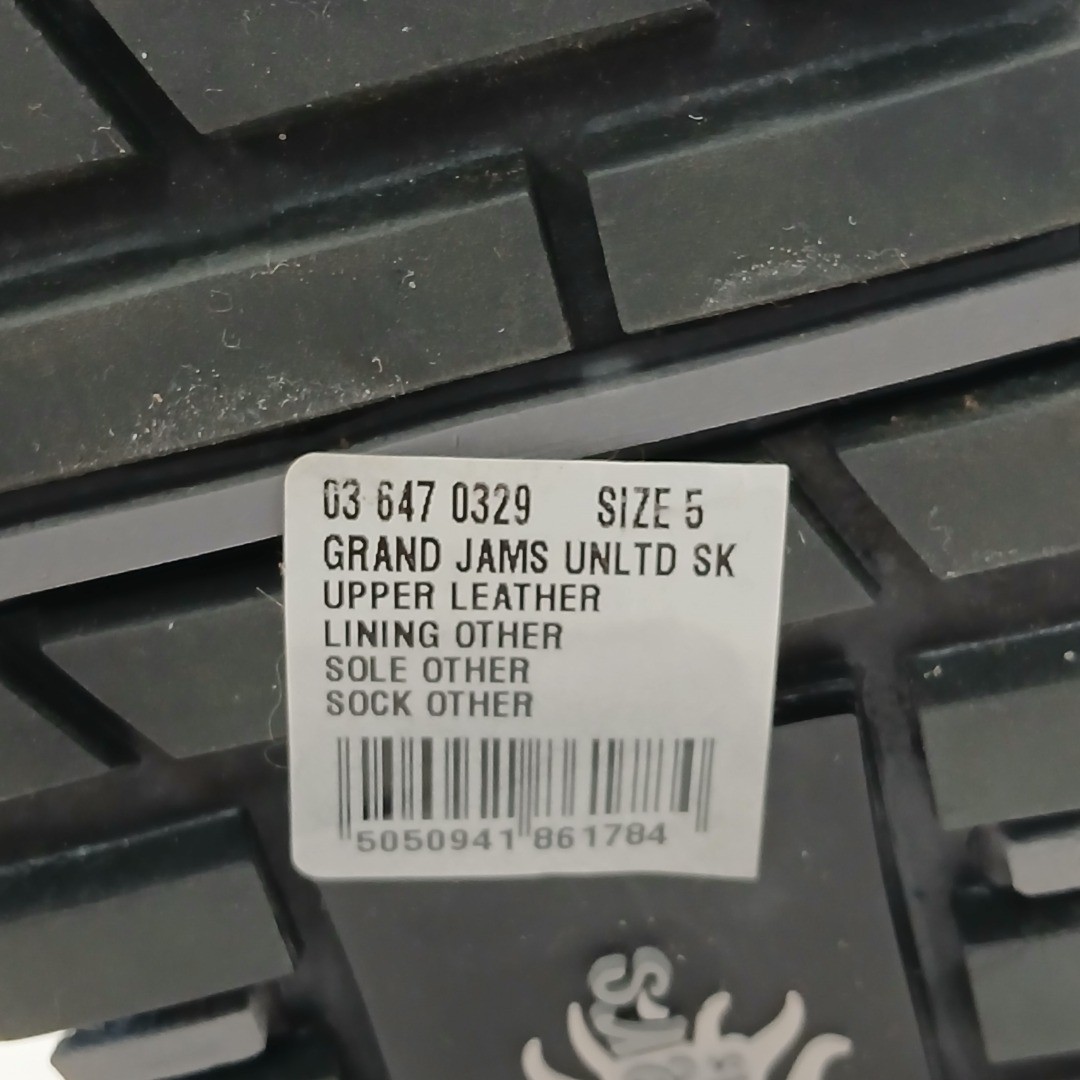 03 647 0329 SIZE 5
GRAND JAMS UNLTD SK
UPPER LEATHER
LINING OTHER
SOLE OTHER
SOCK OTHER
5050941 861784